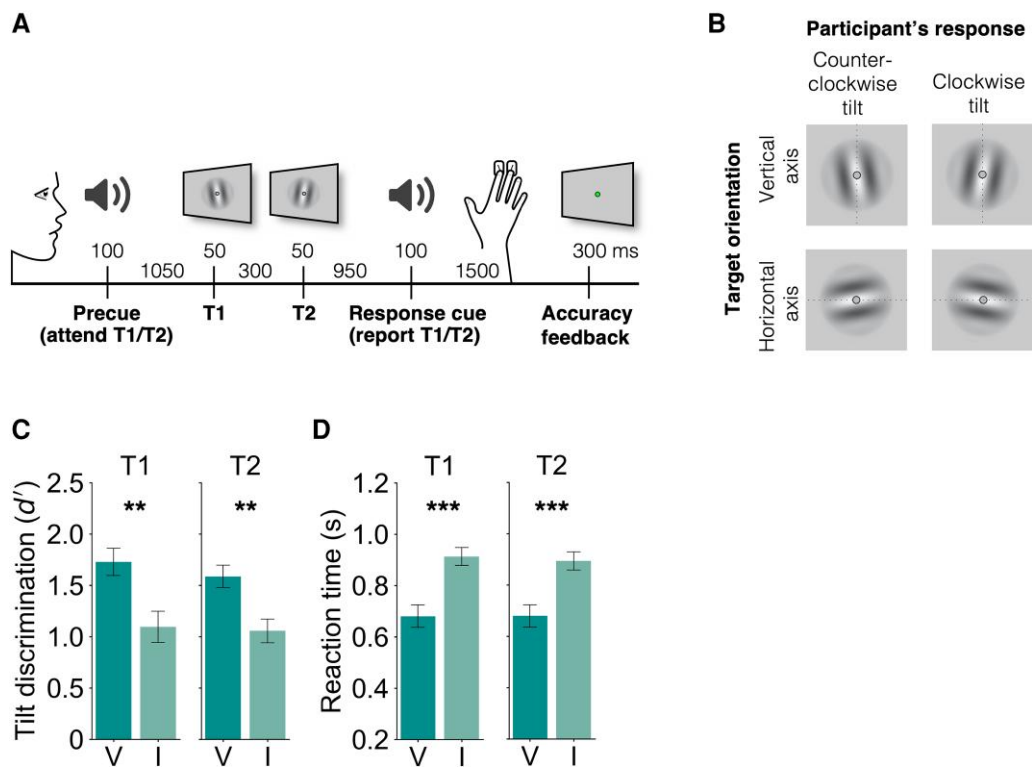 A
100
1050
50
300
50
950
100
1500
300 ms
Precue
(attend T1/T2)
T1
T2
Response cue
(report T1/T2)
Accuracy
feedback
B
Participant's response
Counter-
clockwise
tilt
Clockwise
tilt
Target orientation
Vertical
axis
Horizontal
axis
C
T1
T2
Tilt discrimination (d′)
2.5
2.0
1.5
1.0
0.5
0
**
**
V
I
V
I
D
T1
T2
Reaction time (s)
1.2
1.0
0.8
0.6
0.4
0.2
***
***
V
I
V
I